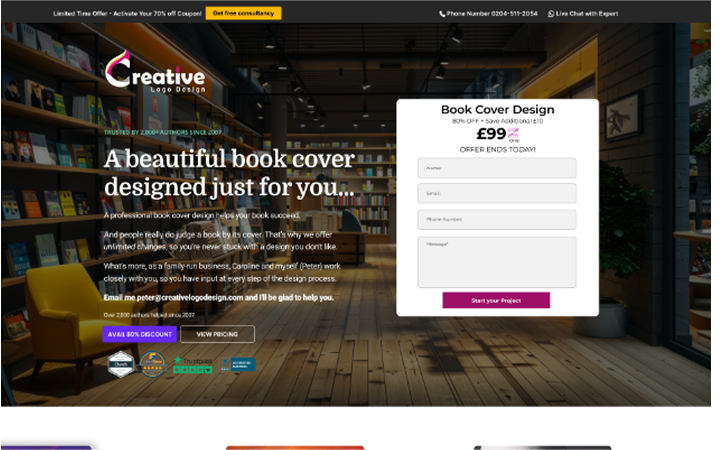 Limited Time Offer - Activate Your 70% off Coupon!
Get free consultancy
Phone Number 0204-511-2054
Live Chat with Expert
Creative
Logo Design
TRUSTED BY 2,800+ AUTHORS SINCE 2007
A beautiful book cover
designed just for you...
A professional book cover design helps your book succeed.
And people really do judge a book by its cover. That's why we offer
unlimited changes, so you're never stuck with a design you don't like.
What's more, as a family-run business, Caroline and myself (Peter) work
closely with you, so you have input at every step of the design process.
Email me peter@creativelogodesign.com and I'll be glad to help you.
Over 2,800 authors helped since 2007
AVAIL 80% DISCOUNT
VIEW PRICING
Clutch
Trustpilot
Book Cover Design
80% OFF + Save Additional £10
£99
OFFER ENDS TODAY!
Name
Email
Phone Number
Message*
Start your Project